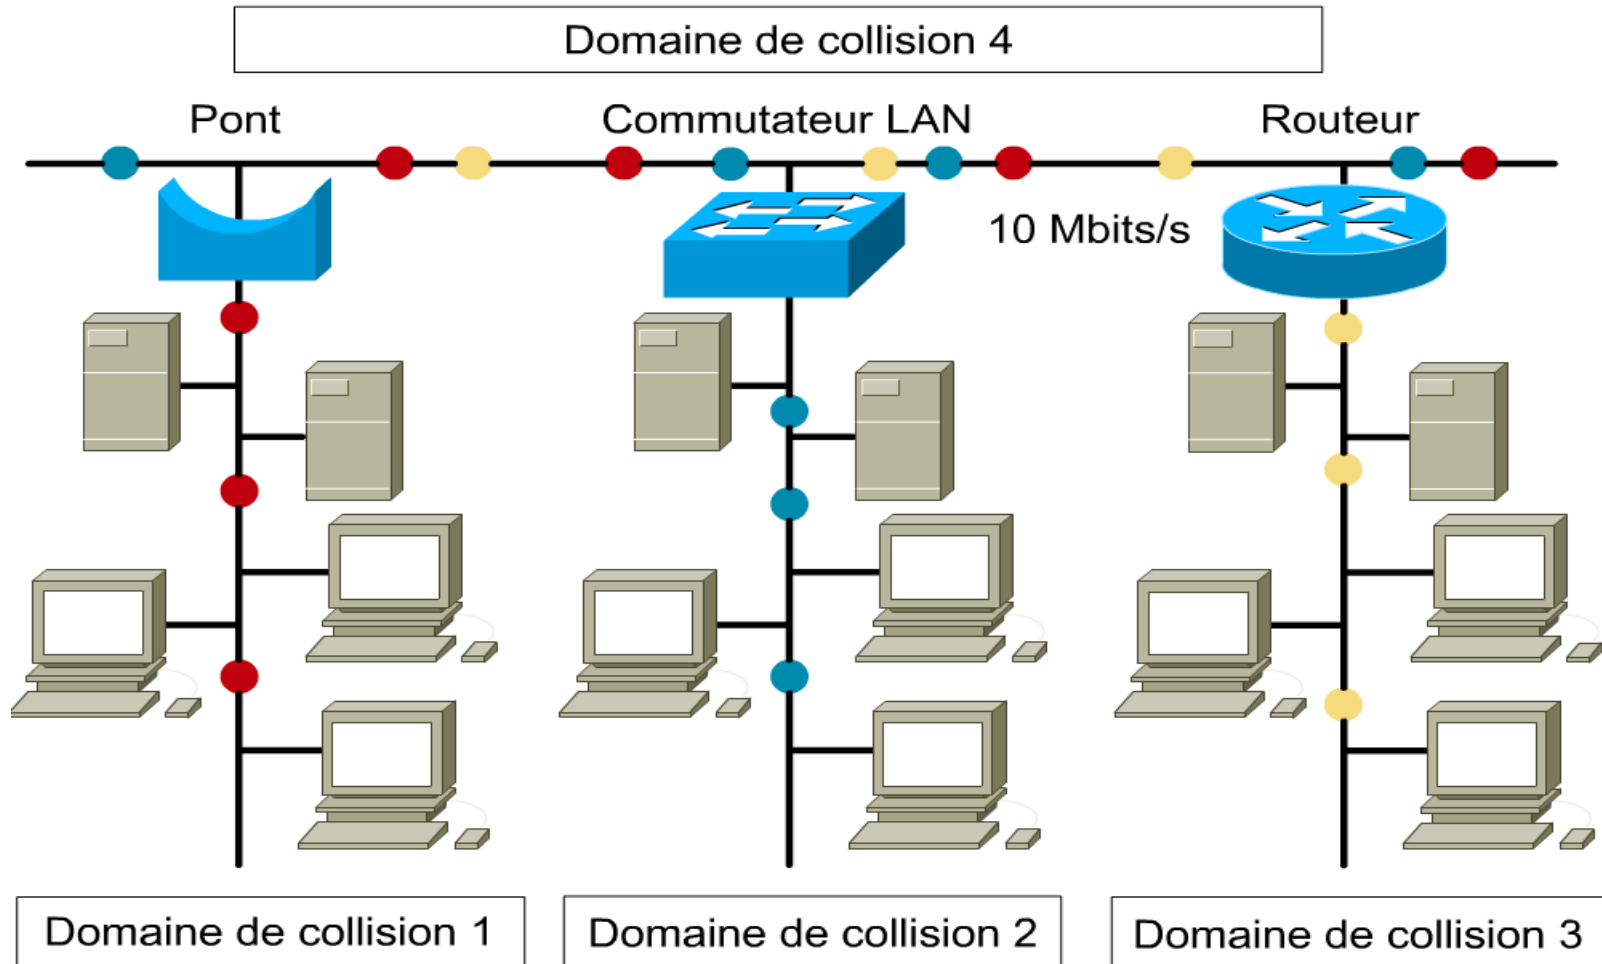 Domaine de collision 4
Pont
Commutateur LAN
Routeur
10 Mbits/s
Domaine de collision 1
Domaine de collision 2
Domaine de collision 3